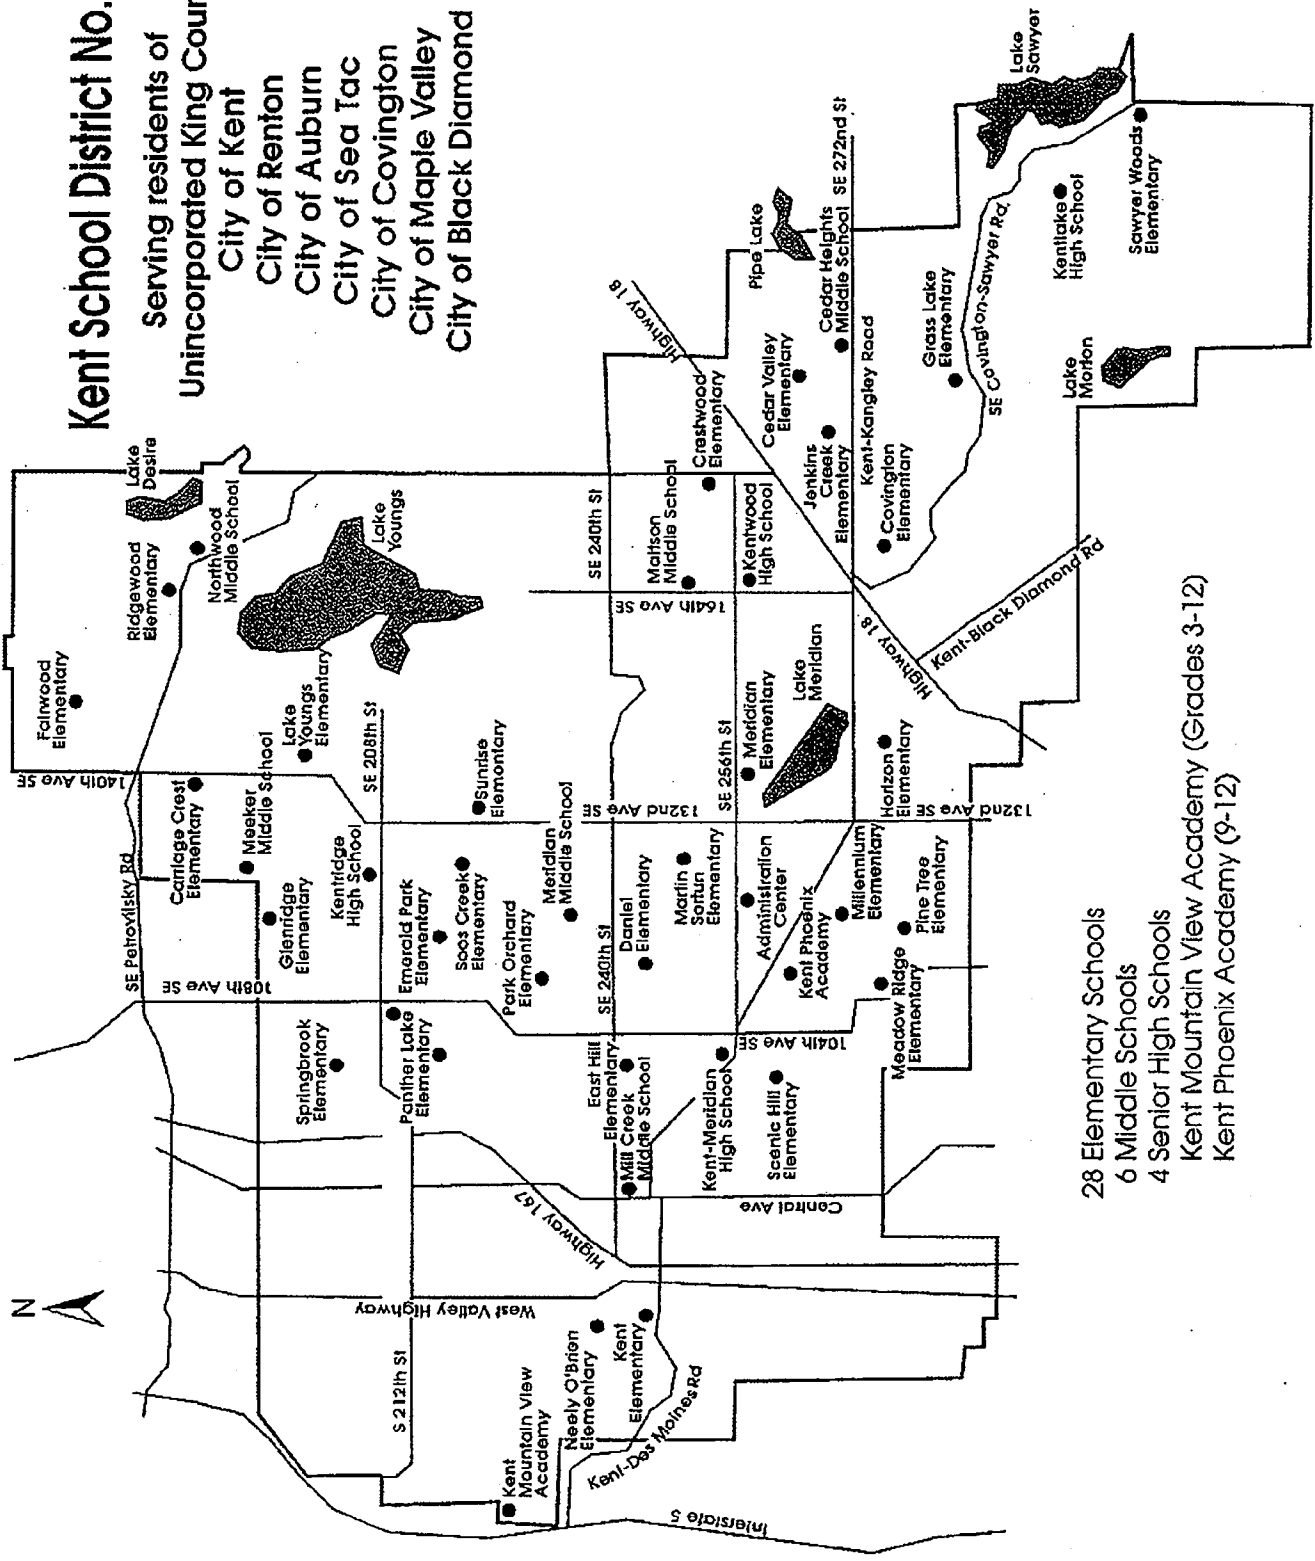 Kent School District No.
Serving residents of
Unincorporated King Cour
City of Kent
City of Renton
City of Auburn
City of Sea Tac
City of Covington
City of Maple Valley
City of Black Diamond
N
Fairwood
Elementary
Ridgewood
Elementary
Northwood
Middle School
Lake
Desire
Lake
Youngs
140th Ave SE
SE Petrovitsky Rd
Carriage Crest
Elementary
Meeker
Middle School
Lake
Youngs
Elementary
Glenridge
Elementary
Kentridge
High School
SE 208th St
108th Ave SE
Springbrook
Elementary
Panther Lake
Elementary
Emerald Park
Elementary
Soos Creek
Elementary
Sunrise
Elementary
Park Orchard
Elementary
Meridian
Middle School
132nd Ave SE
SE 240th St
SE 240th St
Daniel
Elementary
Martin
Sortun
Elementary
East Hill
Elementary
Mill Creek
Middle School
Kent-Meridian
High School
Scenic Hill
Elementary
104th Ave SE
Administration
Center
Kent Phoenix
Academy
Millennium
Elementary
Meadow Ridge
Elementary
Pine Tree
Elementary
SE 256th St
Meridian
Elementary
Lake
Meridian
Horizon
Elementary
132nd Ave SE
164th Ave SE
Mattson
Middle School
Crestwood
Elementary
Kentwood
High School
Highway 18
Highway 18
Kent-Black Diamond Rd
Pipe Lake
Cedar Valley
Elementary
Cedar Heights
Middle School
SE 272nd St
Jenkins
Creek
Elementary
Kent-Kangley Road
Covington
Elementary
Grass Lake
Elementary
SE Covington-Sawyer Rd.
Lake
Sawyer
Kentlake
High School
Sawyer Woods
Elementary
Lake
Morton
Highway 167
Central Ave
West Valley Highway
S 212th St
Kent
Mountain View
Academy
Neely O'Brien
Elementary
Kent
Elementary
Kent-Des Moines Rd
Interstate 5
28 Elementary Schools
6 Middle Schools
4 Senior High Schools
Kent Mountain View Academy (Grades 3-12)
Kent Phoenix Academy (9-12)